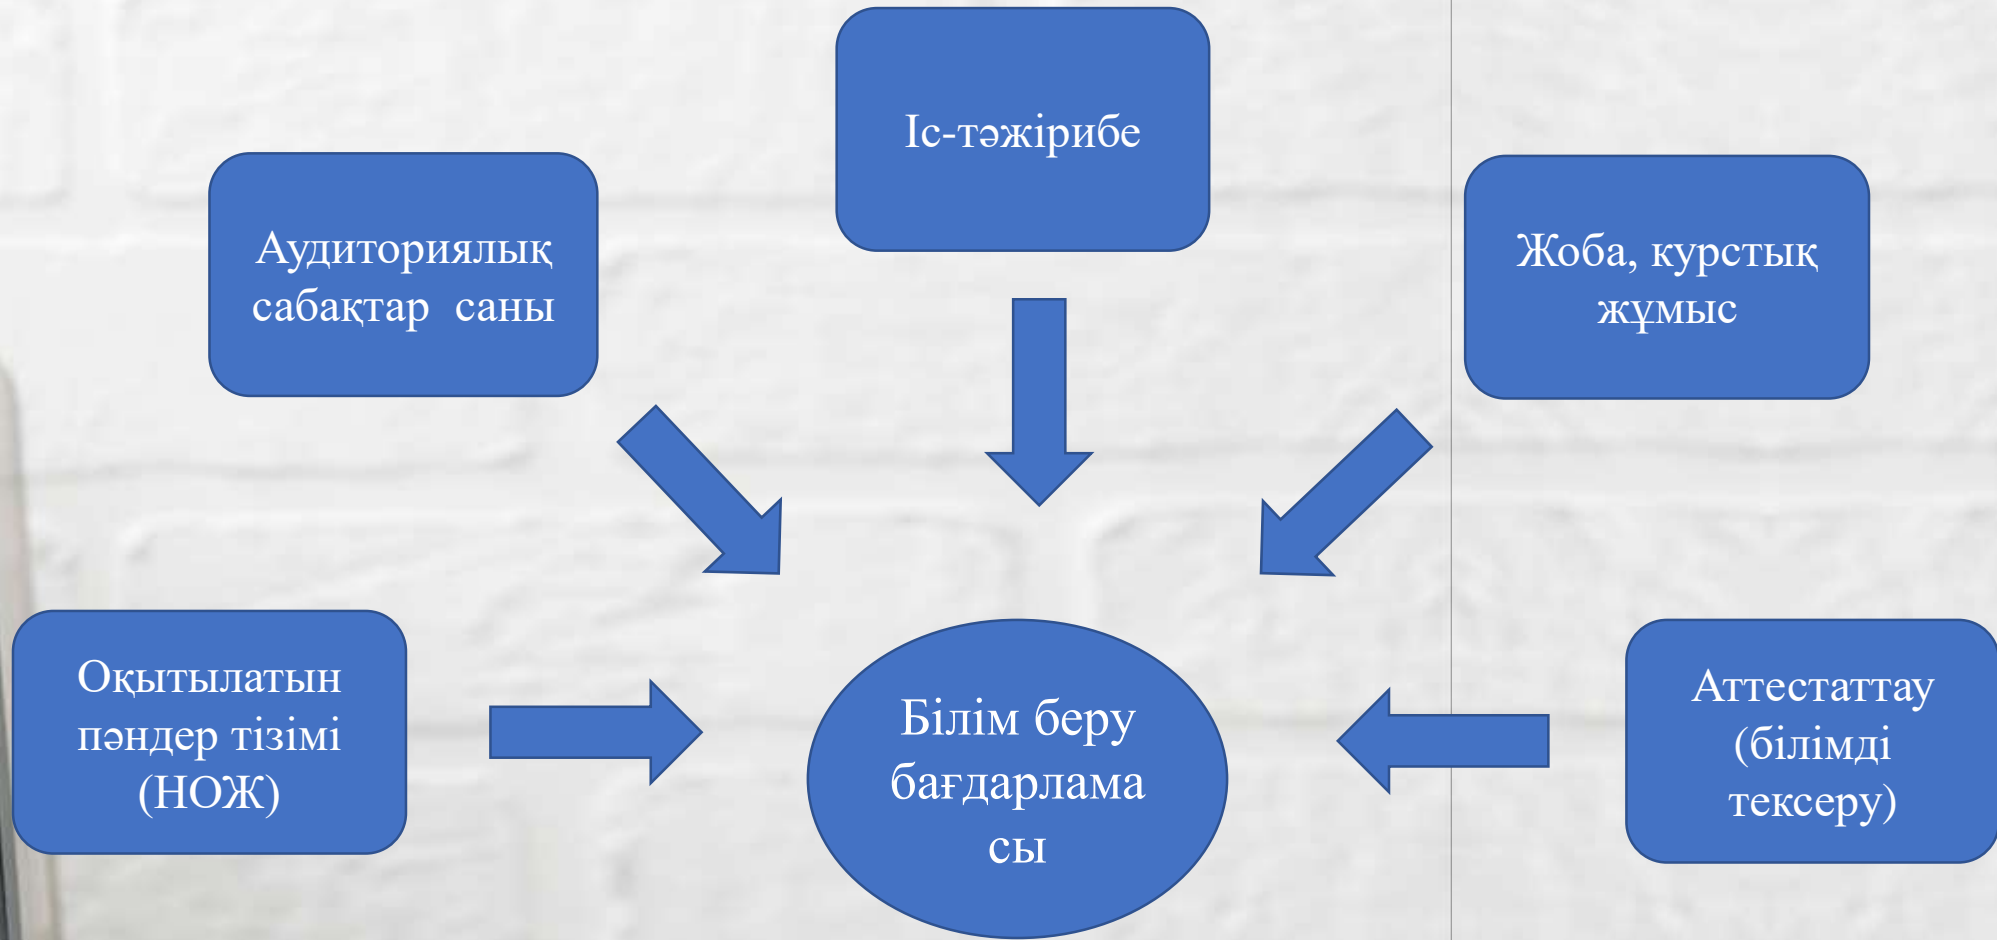 Іс-тәжірибе
Аудиториялық
сабақтар саны
Жоба, курстық
жұмыс
Оқытылатын
пәндер тізімі
(НОЖ)
Білім беру
бағдарлама
сы
Аттестаттау
(білімді
тексеру)